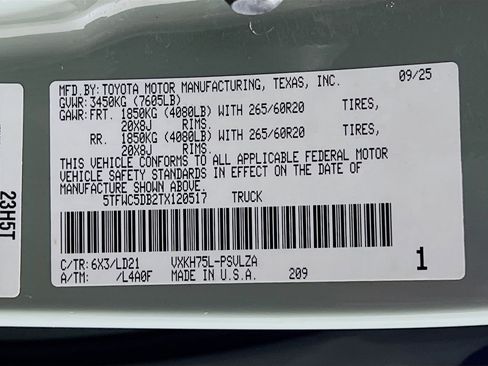 MFD.BY: TOYOTA MOTOR MANUFACTURING, TEXAS, INC. 09/25
GVWR: 3450KG (7605LB)
GAWR: FRT. 1850KG (4080LB) WITH 265/60R20 TIRES,
20X8J RIMS
RR. 1850KG (4080LB) WITH 265/60R20 TIRES,
20X8J RIMS
THIS VEHICLE CONFORMS TO ALL APPLICABLE FEDERAL MOTOR
VEHICLE SAFETY STANDARDS IN EFFECT ON THE DATE OF
MANUFACTURE SHOWN ABOVE.
5TFWC5DB2TX120517 TRUCK
C/TR: 6X3/LD21 VXKH75L-PSVLZA
A/TM: /L4A0F MADE IN U.S.A. 209
1
23H5T